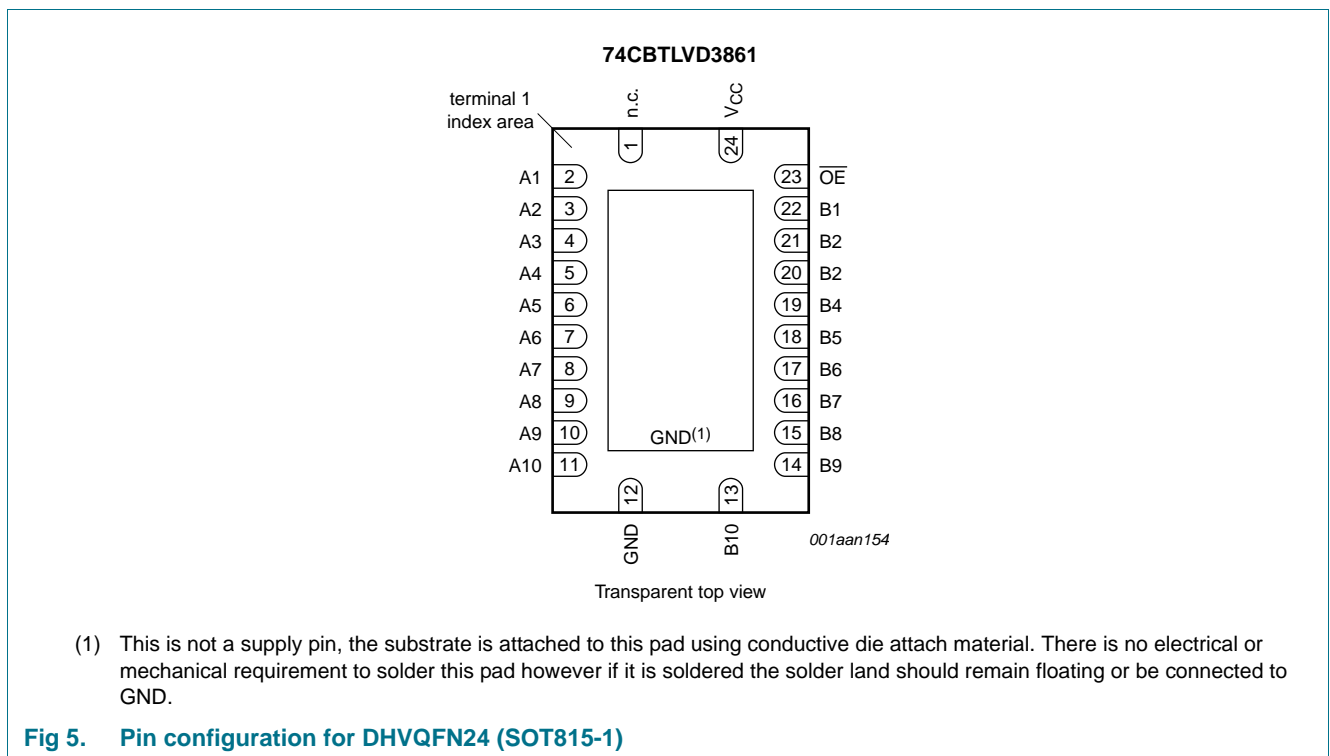 74CBTLVD3861
terminal 1
index area
n.c.
VCC
1
24
A1 2
23 OE
A2 3
22 B1
A3 4
21 B2
A4 5
20 B2
A5 6
19 B4
A6 7
18 B5
A7 8
17 B6
A8 9
16 B7
A9 10
GND(1)
15 B8
A10 11
14 B9
12
13
GND
B10
001aan154
Transparent top view
(1) This is not a supply pin, the substrate is attached to this pad using conductive die attach material. There is no electrical or
mechanical requirement to solder this pad however if it is soldered the solder land should remain floating or be connected to
GND.
Fig 5. Pin configuration for DHVQFN24 (SOT815-1)